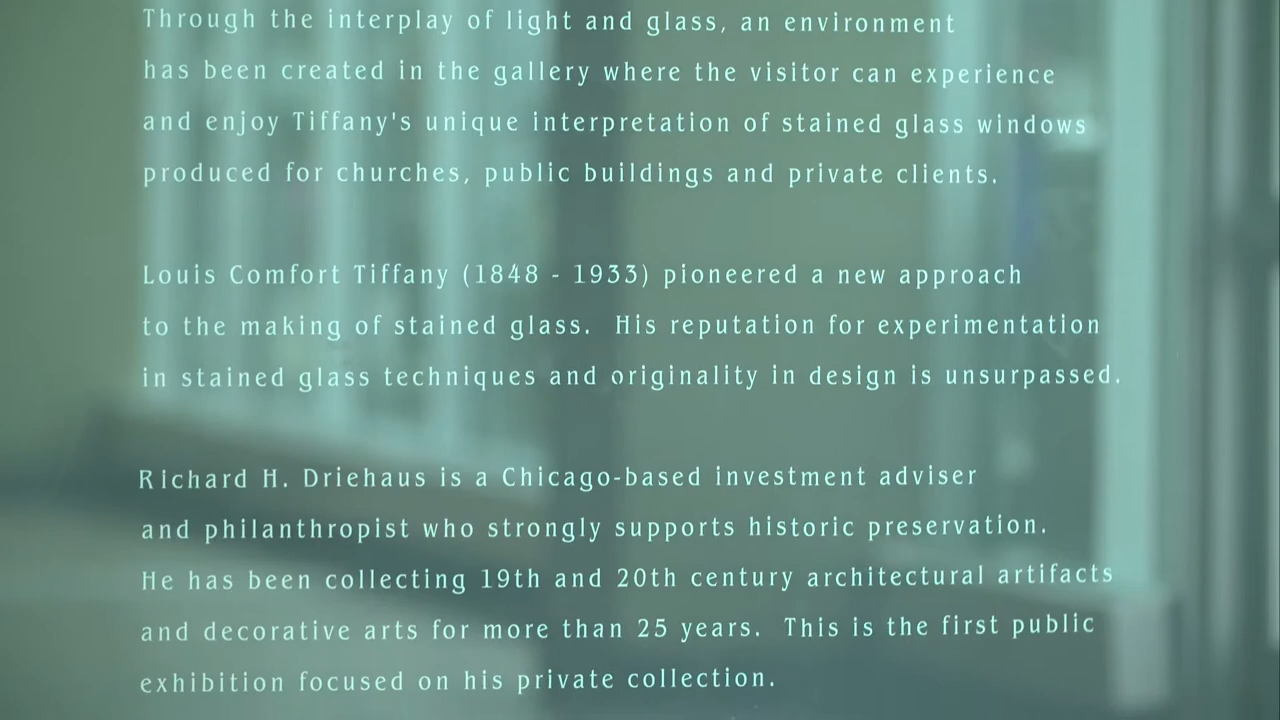 Through the interplay of light and glass, an environment
has been created in the gallery where the visitor can experience
and enjoy Tiffany's unique interpretation of stained glass windows
produced for churches, public buildings and private clients.
Louis Comfort Tiffany (1848 - 1933) pioneered a new approach
to the making of stained glass. His reputation for experimentation
in stained glass techniques and originality in design is unsurpassed.
Richard H. Driehaus is a Chicago-based investment adviser
and philanthropist who strongly supports historic preservation.
He has been collecting 19th and 20th century architectural artifacts
and decorative arts for more than 25 years. This is the first public
exhibition focused on his private collection.